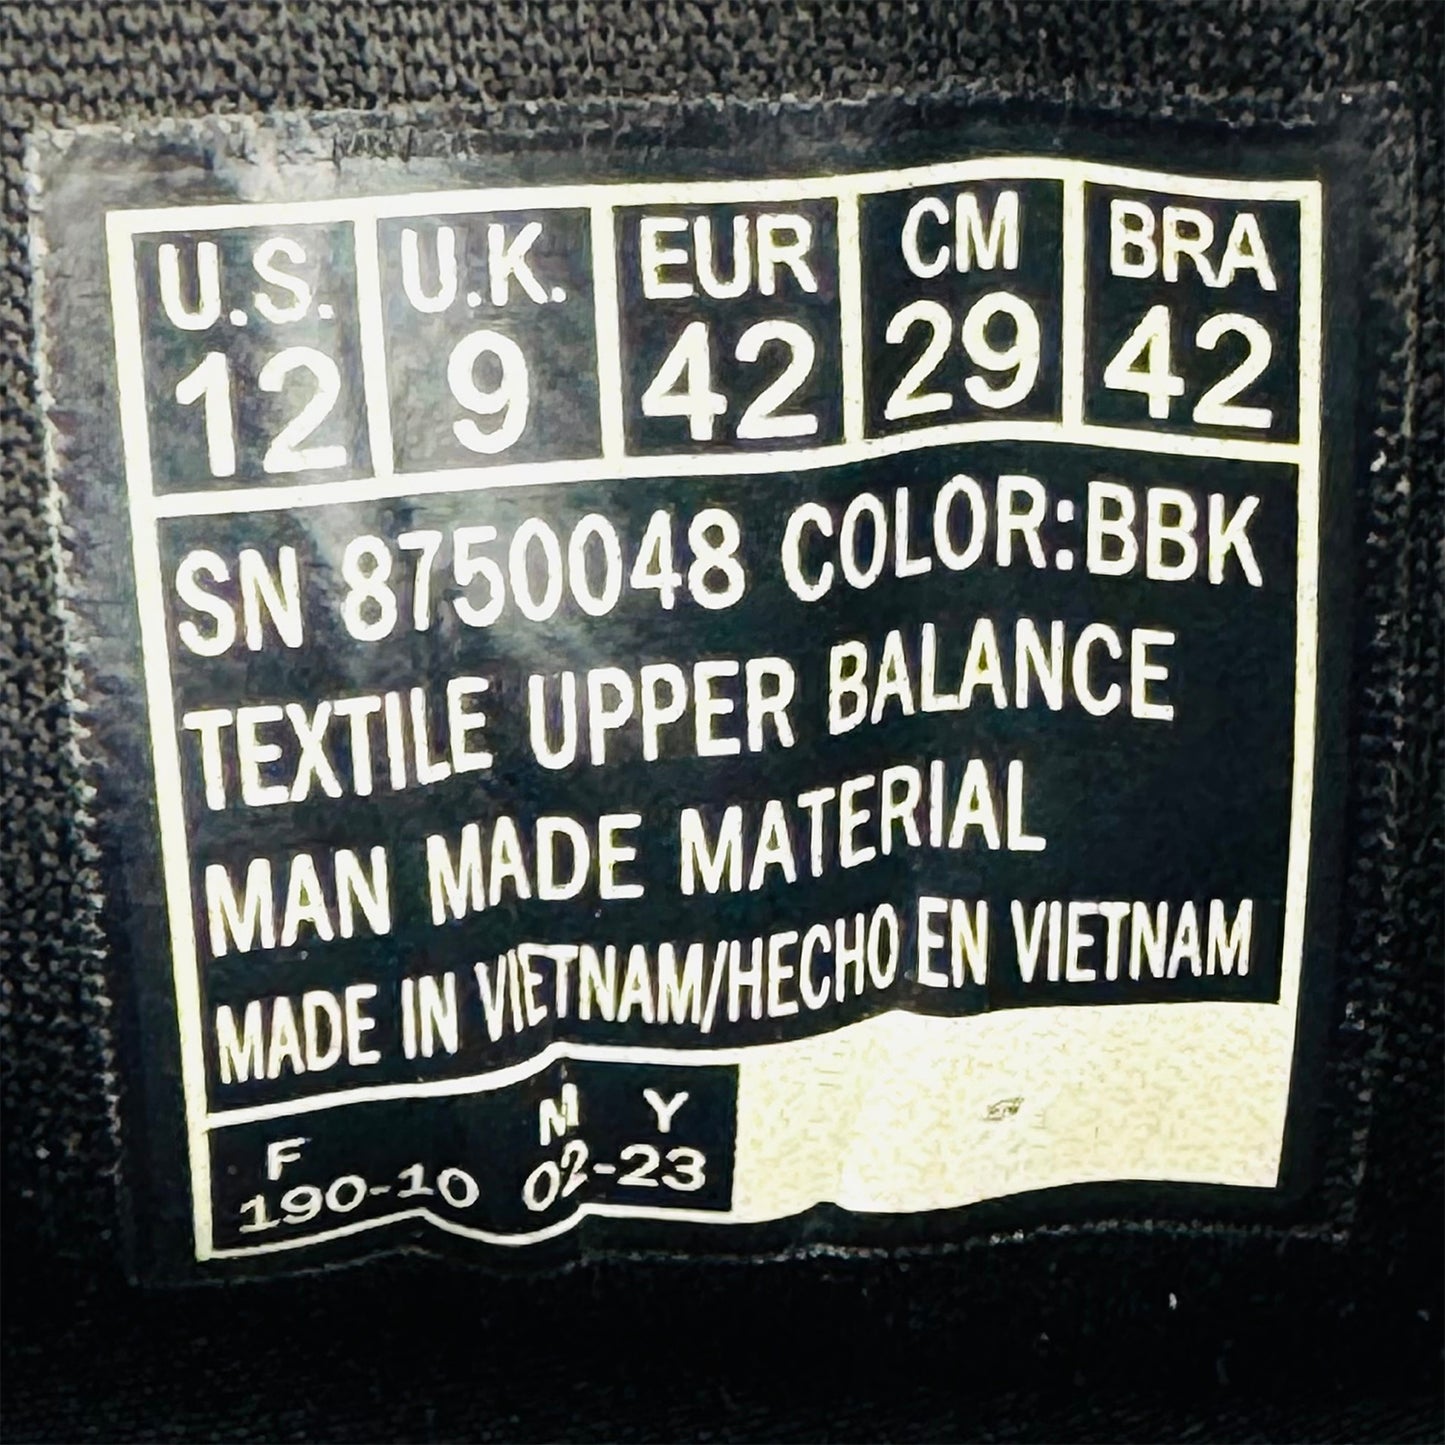 U.S. U.K. EUR CM BRA
12 9 42 29 42
SN 8750048 COLOR:BBK
TEXTILE UPPER BALANCE
MAN MADE MATERIAL
MADE IN VIETNAM/HECHO EN VIETNAM
F M Y
190-10 02-23